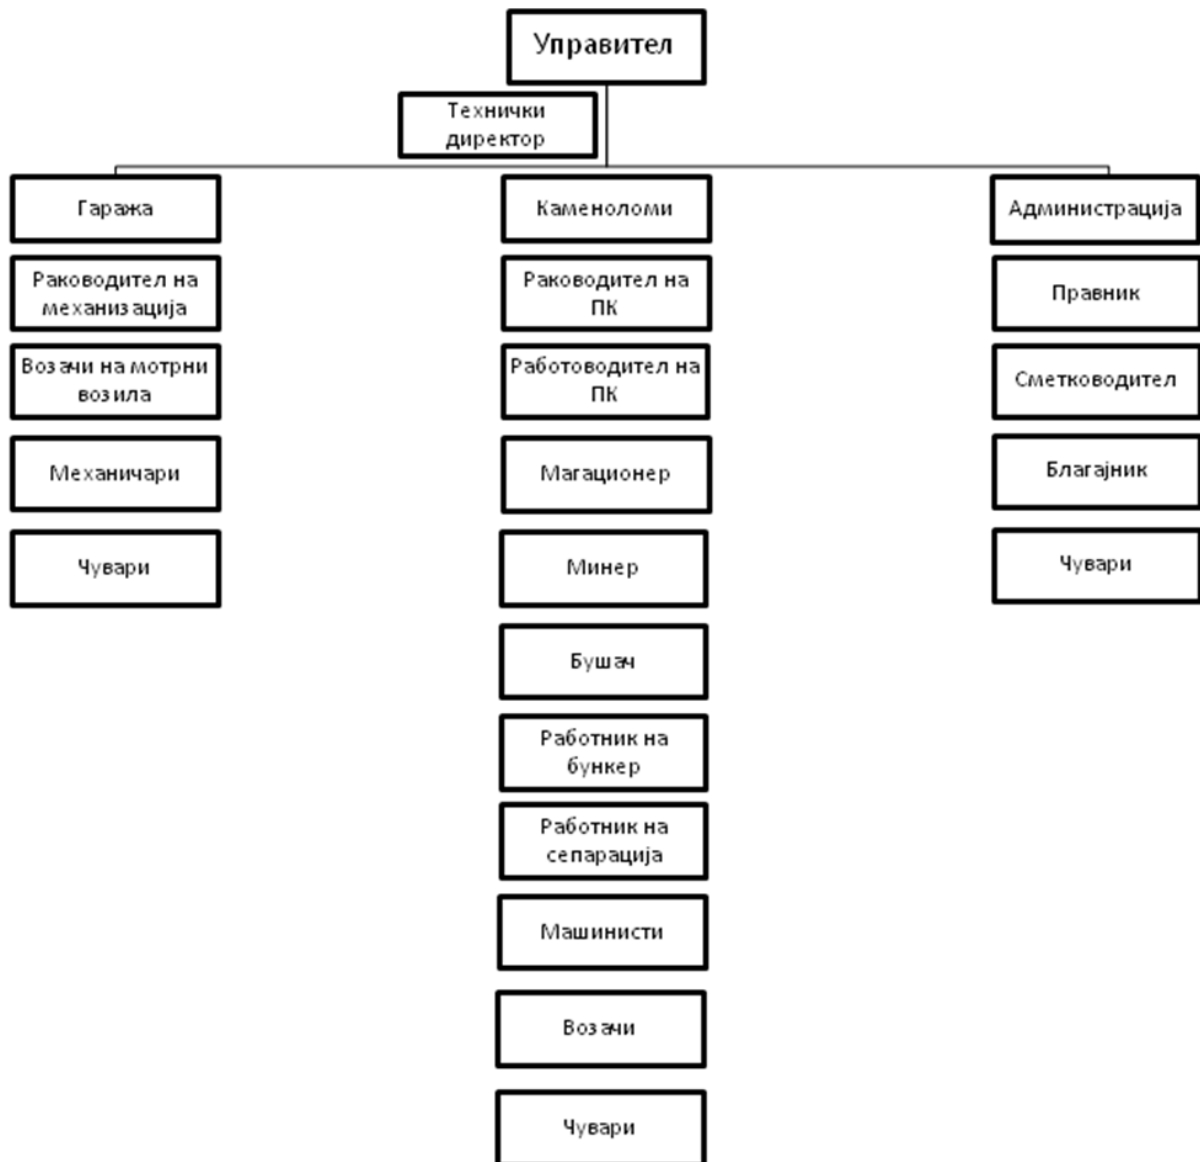 Управител
Технички
директор
Гаража
Каменоломи
Администрација
Раководител на
механизација
Раководител на
ПК
Правник
Возачи на мотрни
возила
Работоводител на
ПК
Сметководител
Механичари
Магационер
Благајник
Чувари
Минер
Чувари
Бушач
Работник на
бункер
Работник на
сепарација
Машинисти
Возачи
Чувари